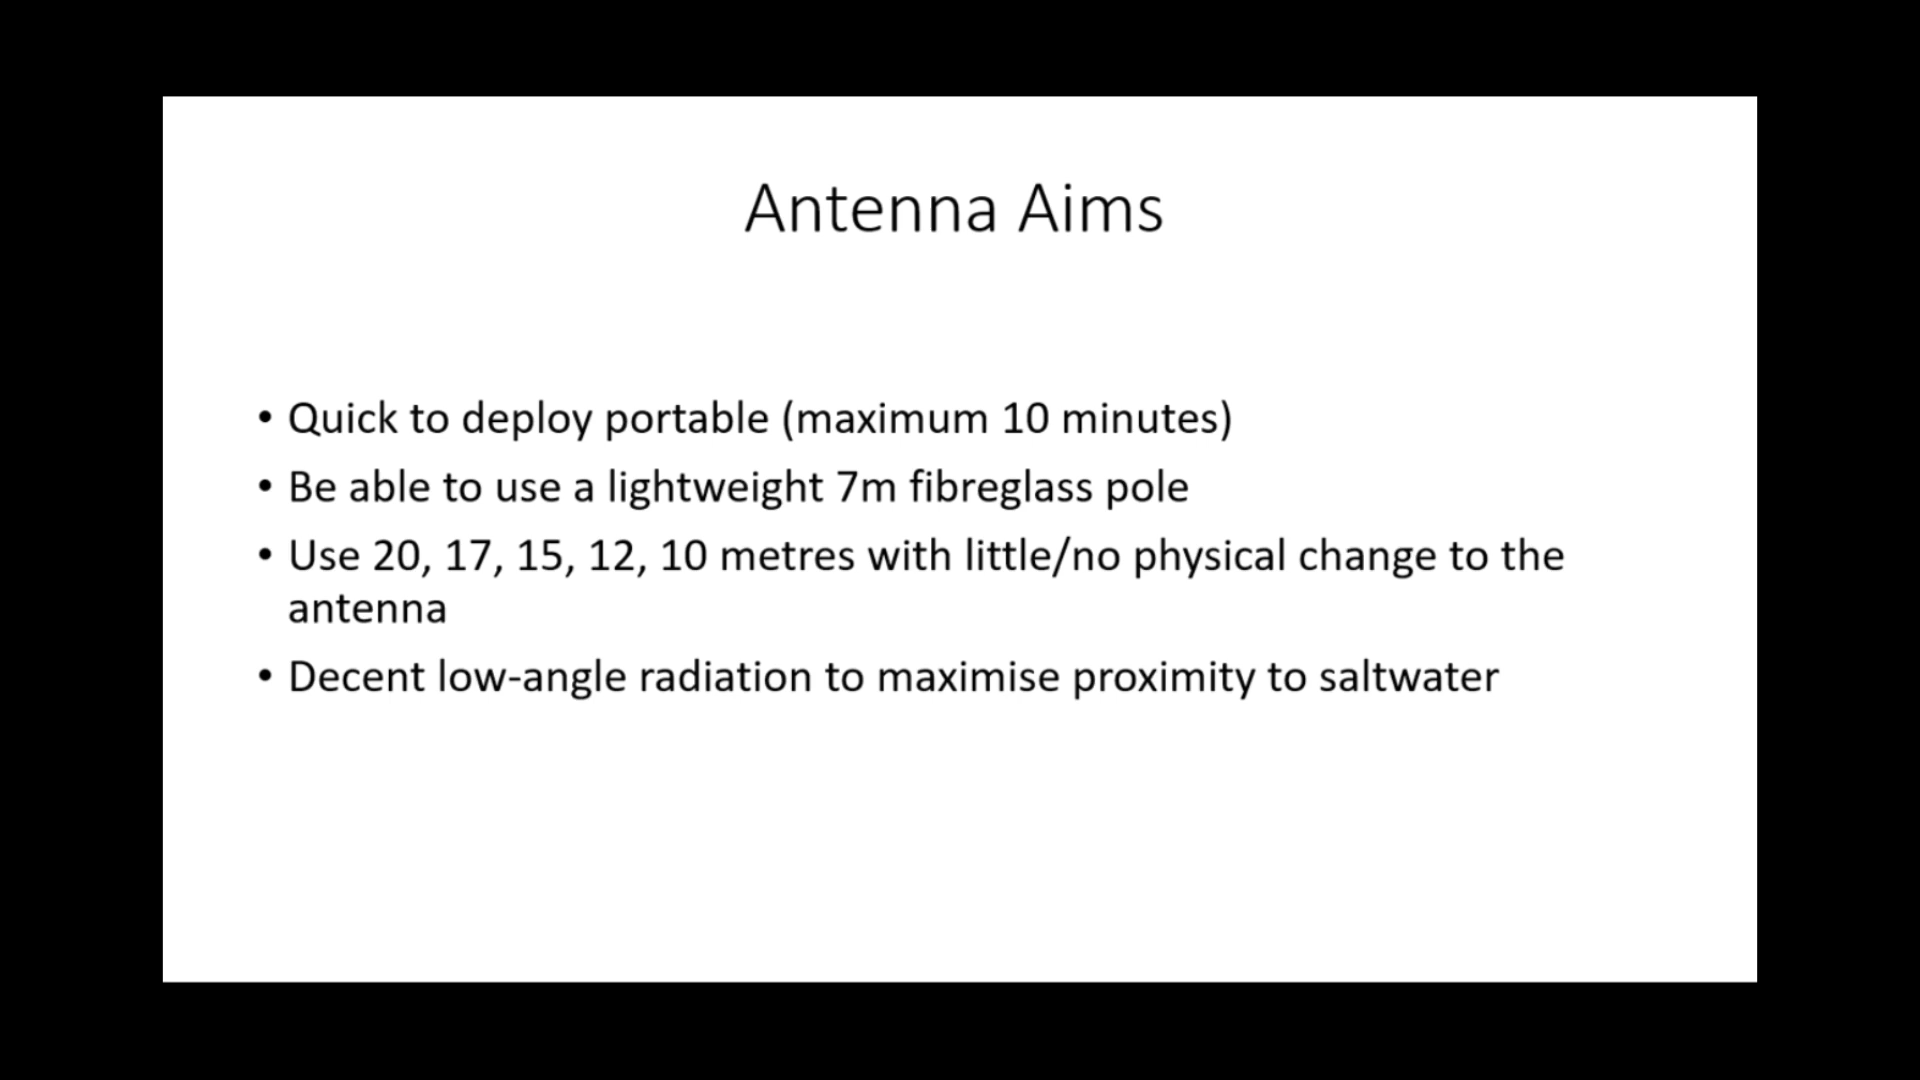 Antenna Aims
• Quick to deploy portable (maximum 10 minutes)
• Be able to use a lightweight 7m fibreglass pole
• Use 20, 17, 15, 12, 10 metres with little/no physical change to the
antenna
• Decent low-angle radiation to maximise proximity to saltwater